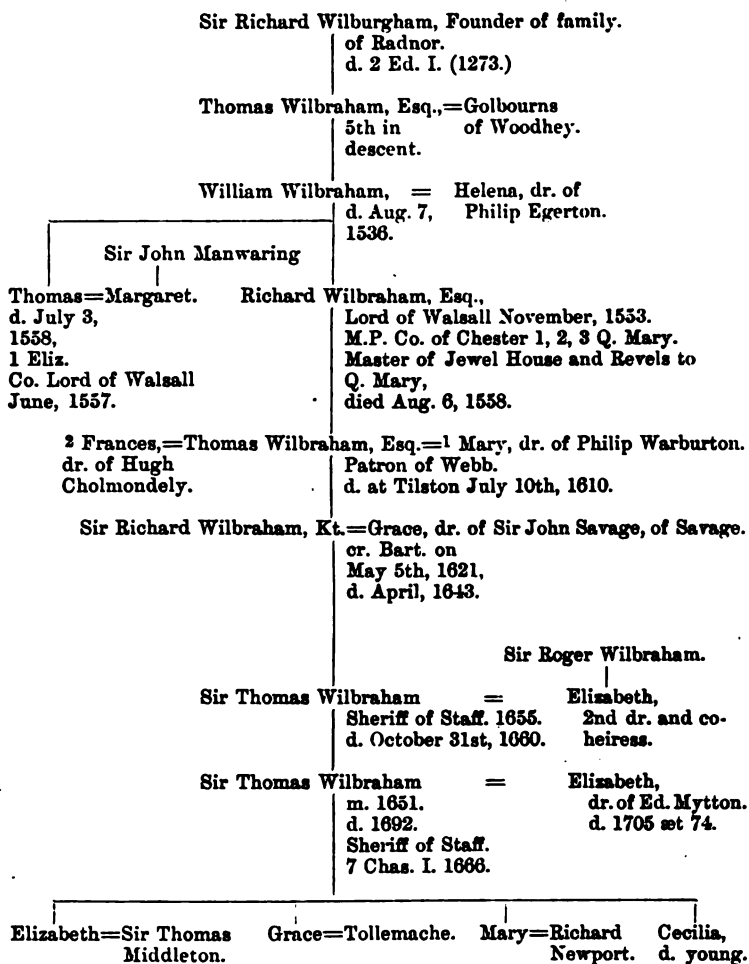 Sir Richard Wilburgham, Founder of family.
of Radnor.
d. 2 Ed. I. (1273.)
Thomas Wilbraham, Esq.,=Golbourns
5th in of Woodhey.
descent.
William Wilbraham, = Helena, dr. of
d. Aug. 7, Philip Egerton.
1536.
Sir John Manwaring
Thomas=Margaret. Richard Wilbraham, Esq.,
d. July 3, Lord of Walsall November, 1553.
1558, M.P. Co. of Chester 1, 2, 3 Q. Mary.
1 Eliz. Master of Jewel House and Revels to
Co. Lord of Walsall Q. Mary,
June, 1557. died Aug. 6, 1558.
2 Frances,=Thomas Wilbraham, Esq.=1 Mary, dr. of Philip Warburton.
dr. of Hugh Patron of Webb.
Cholmondely. d. at Tilston July 10th, 1610.
Sir Richard Wilbraham, Kt.=Grace, dr. of Sir John Savage, of Savage.
cr. Bart. on
May 5th, 1621,
d. April, 1643.
Sir Roger Wilbraham.
Sir Thomas Wilbraham = Elizabeth,
Sheriff of Staff. 1655. 2nd dr. and co-
d. October 31st, 1660. heiress.
Sir Thomas Wilbraham = Elizabeth,
m. 1651. dr. of Ed. Mytton.
d. 1692. d. 1705 æt 74.
Sheriff of Staff.
7 Chas. I. 1666.
Elizabeth=Sir Thomas Grace=Tollemache. Mary=Richard Cecilia,
Middleton. Newport. d. young.